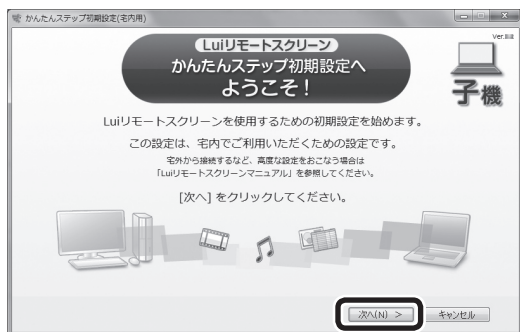 かんたんステップ初期設定(宅内用)
Ver.
Luiリモートスクリーン
かんたんステップ初期設定へ
ようこそ!
子機
Luiリモートスクリーンを使用するための初期設定を始めます。
この設定は、宅内でご利用いただくための設定です。
宅外から接続するなど、高度な設定をおこなう場合は
「Luiリモートスクリーンマニュアル」を参照してください。
[次へ] をクリックしてください。
次へ(N) >
キャンセル